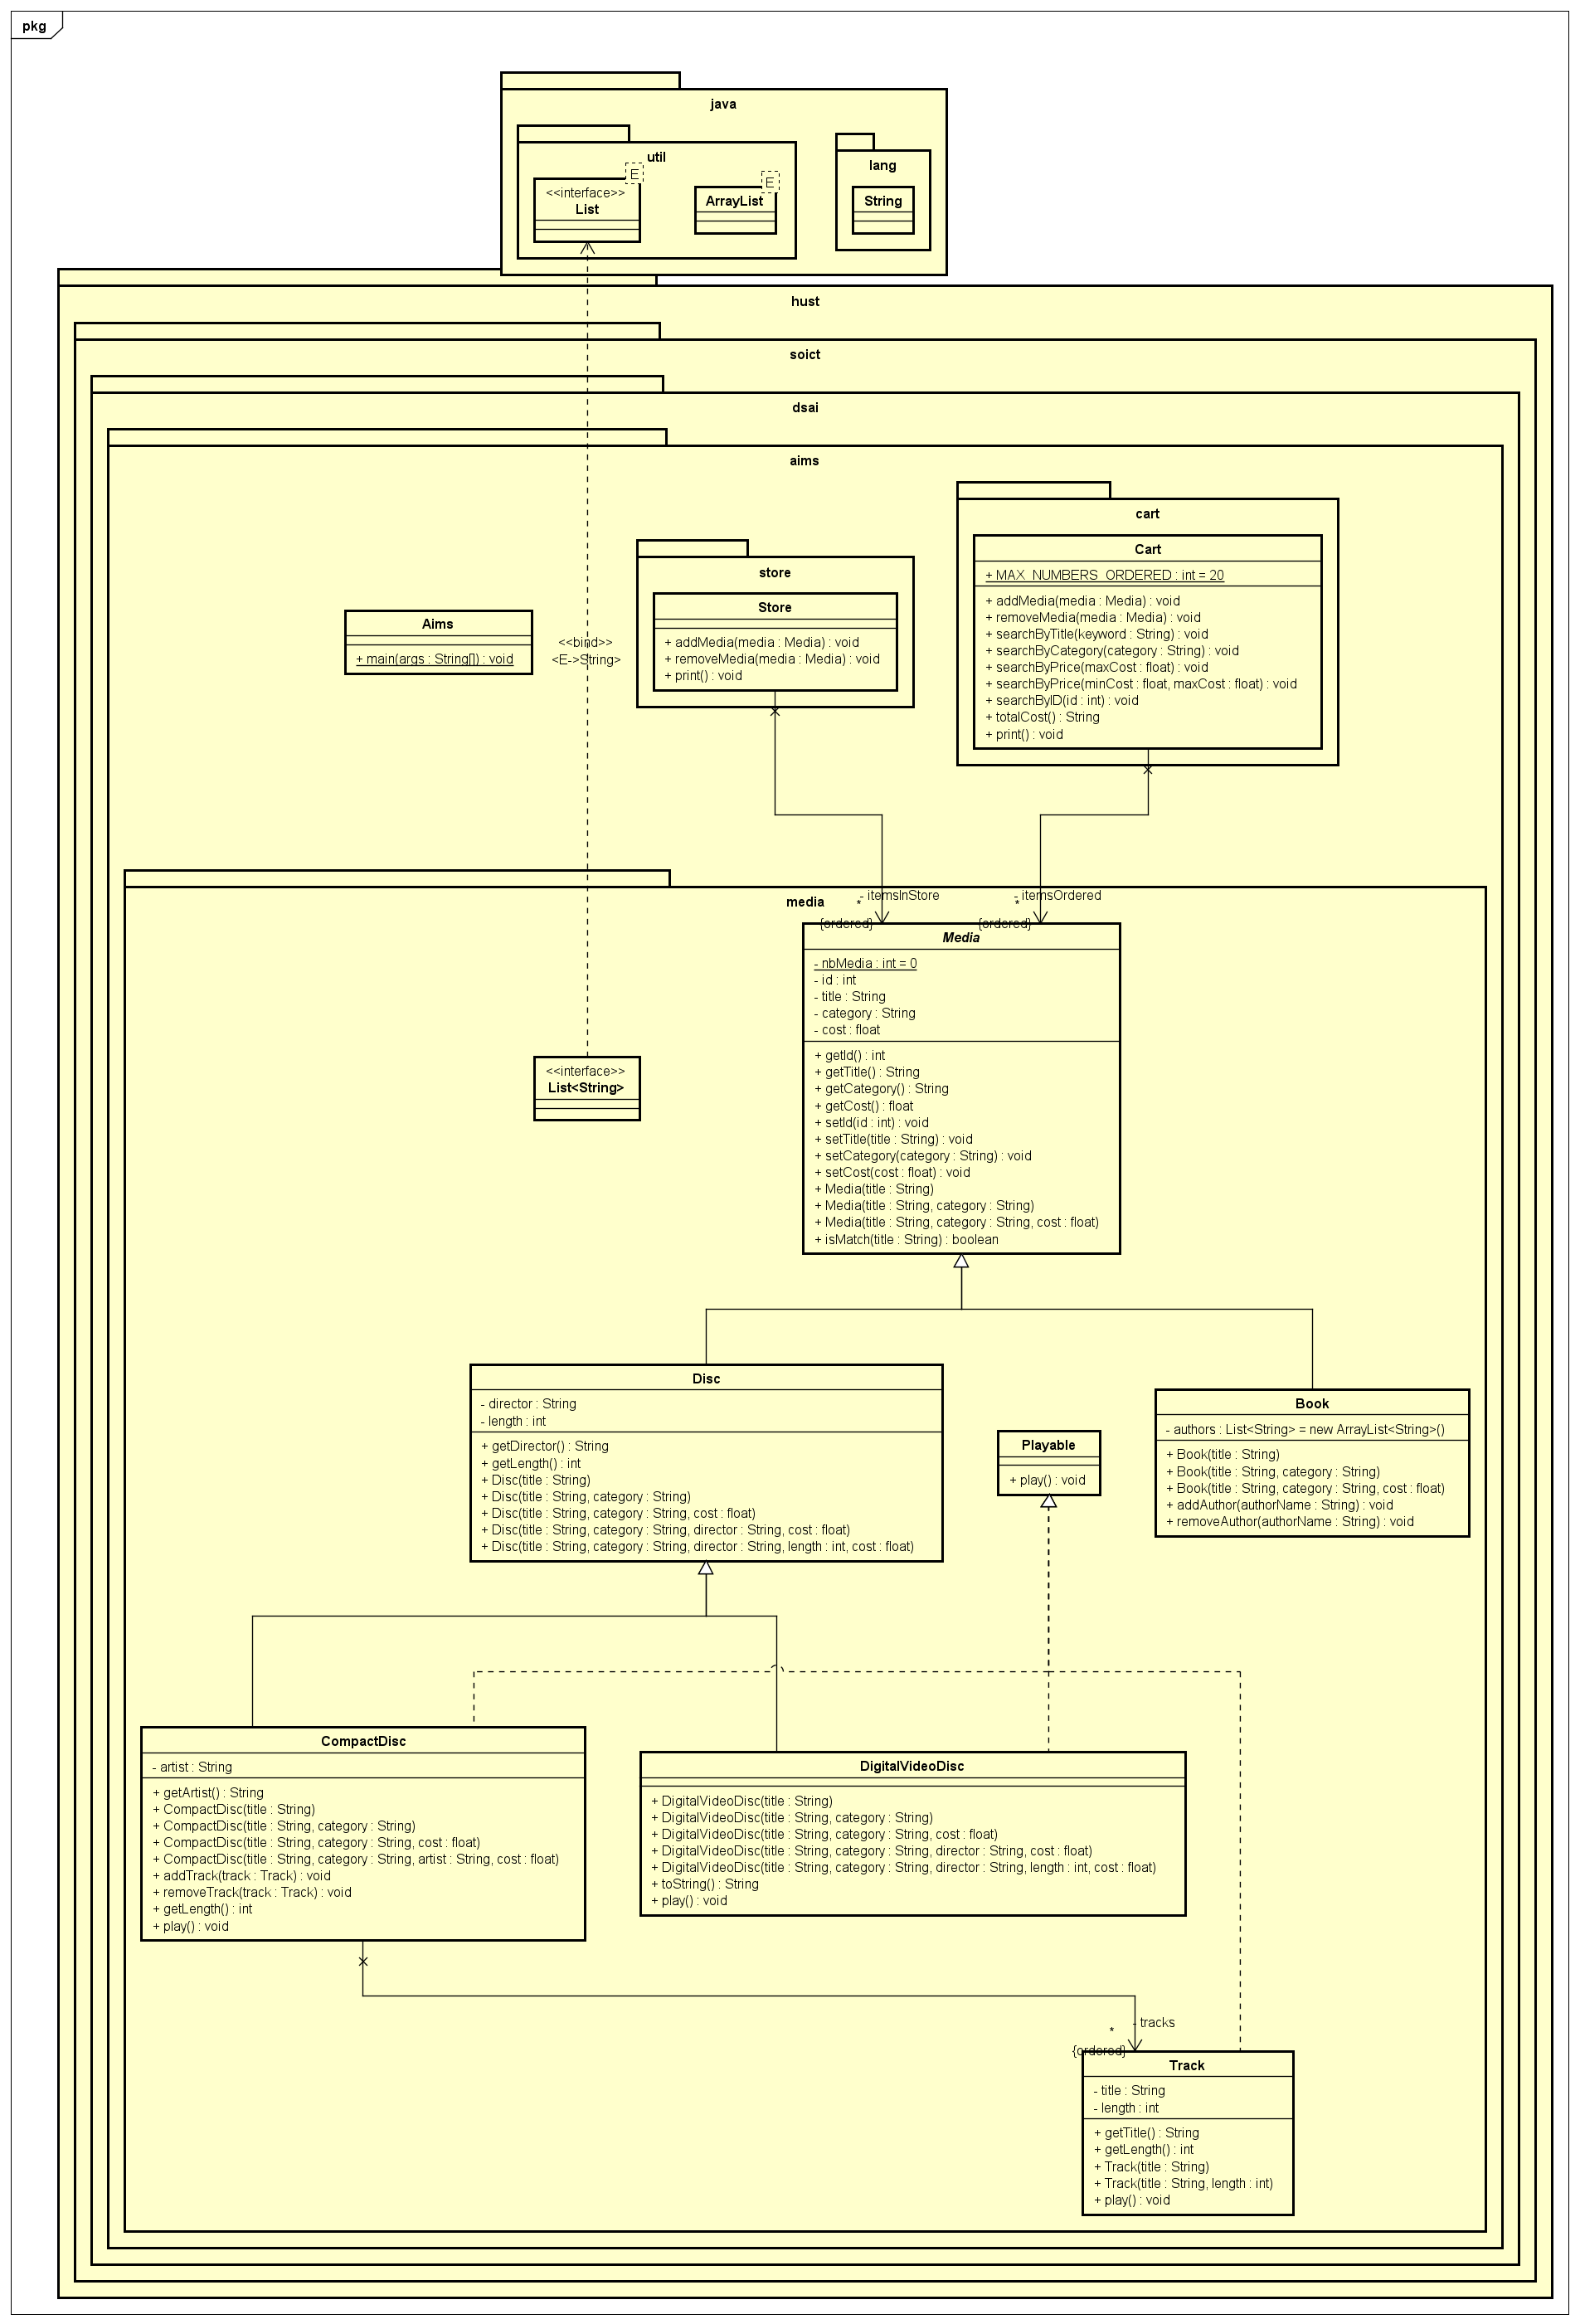 pkg
java
util
E
<<interface>>
List
E
ArrayList
lang
String
hust
soict
dsai
aims
cart
Cart
+ MAX_NUMBERS_ORDERED : int = 20
+ addMedia(media : Media) : void
+ removeMedia(media : Media) : void
+ searchByTitle(keyword : String) : void
+ searchByCategory(category : String) : void
+ searchByPrice(maxCost : float) : void
+ searchByPrice(minCost : float, maxCost : float) : void
+ searchByID(id : int) : void
+ totalCost() : String
+ print() : void
store
Store
+ addMedia(media : Media) : void
+ removeMedia(media : Media) : void
+ print() : void
Aims
+ main(args : String[]) : void
<<bind>>
<E->String>
media
- itemsInStore
*
{ordered}
- itemsOrdered
*
{ordered}
Media
- nbMedia : int = 0
- id : int
- title : String
- category : String
- cost : float
+ getId() : int
+ getTitle() : String
+ getCategory() : String
+ getCost() : float
+ setId(id : int) : void
+ setTitle(title : String) : void
+ setCategory(category : String) : void
+ setCost(cost : float) : void
+ Media(title : String)
+ Media(title : String, category : String)
+ Media(title : String, category : String, cost : float)
+ isMatch(title : String) : boolean
<<interface>>
List<String>
Disc
- director : String
- length : int
+ getDirector() : String
+ getLength() : int
+ Disc(title : String)
+ Disc(title : String, category : String)
+ Disc(title : String, category : String, cost : float)
+ Disc(title : String, category : String, director : String, cost : float)
+ Disc(title : String, category : String, director : String, length : int, cost : float)
Playable
+ play() : void
Book
- authors : List<String> = new ArrayList<String>()
+ Book(title : String)
+ Book(title : String, category : String)
+ Book(title : String, category : String, cost : float)
+ addAuthor(authorName : String) : void
+ removeAuthor(authorName : String) : void
CompactDisc
- artist : String
+ getArtist() : String
+ CompactDisc(title : String)
+ CompactDisc(title : String, category : String)
+ CompactDisc(title : String, category : String, cost : float)
+ CompactDisc(title : String, category : String, artist : String, cost : float)
+ addTrack(track : Track) : void
+ removeTrack(track : Track) : void
+ getLength() : int
+ play() : void
DigitalVideoDisc
+ DigitalVideoDisc(title : String)
+ DigitalVideoDisc(title : String, category : String)
+ DigitalVideoDisc(title : String, category : String, cost : float)
+ DigitalVideoDisc(title : String, category : String, director : String, cost : float)
+ DigitalVideoDisc(title : String, category : String, director : String, length : int, cost : float)
+ toString() : String
+ play() : void
- tracks
*
{ordered}
Track
- title : String
- length : int
+ getTitle() : String
+ getLength() : int
+ Track(title : String)
+ Track(title : String, length : int)
+ play() : void